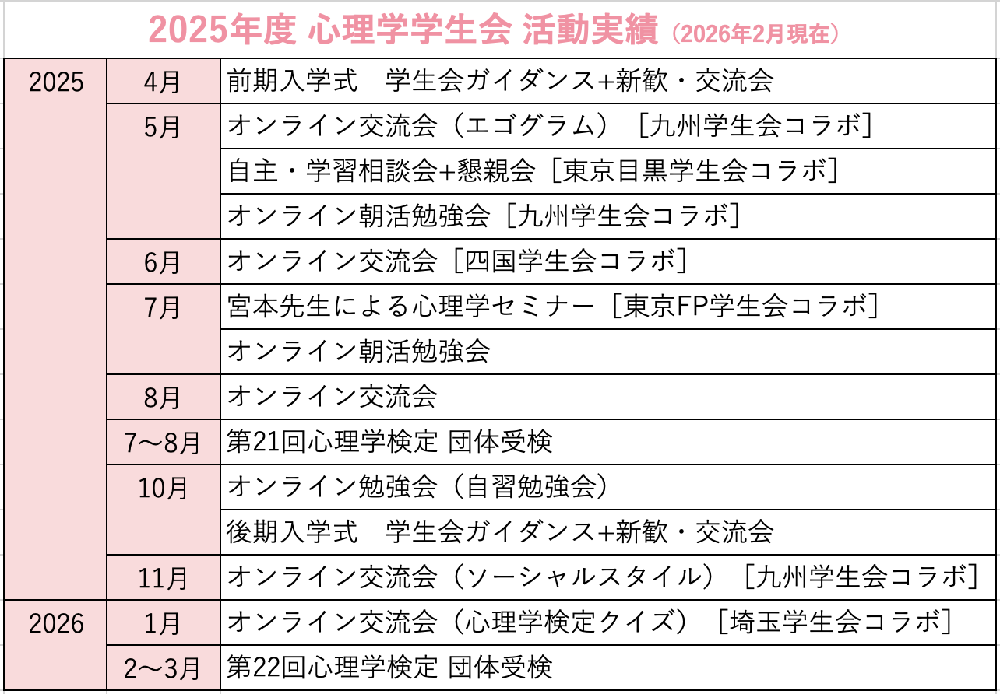 2025年度 心理学学生会 活動実績（2026年2月現在）
2025 4月 前期入学式　学生会ガイダンス+新歓・交流会
5月 オンライン交流会（エゴグラム）［九州学生会コラボ］
自主・学習相談会+懇親会［東京目黒学生会コラボ］
オンライン朝活勉強会［九州学生会コラボ］
6月 オンライン交流会［四国学生会コラボ］
7月 宮本先生による心理学セミナー［東京FP学生会コラボ］
オンライン朝活勉強会
8月 オンライン交流会
7～8月 第21回心理学検定 団体受検
10月 オンライン勉強会（自習勉強会）
後期入学式　学生会ガイダンス+新歓・交流会
11月 オンライン交流会（ソーシャルスタイル）［九州学生会コラボ］
2026 1月 オンライン交流会（心理学検定クイズ）［埼玉学生会コラボ］
2～3月 第22回心理学検定 団体受検